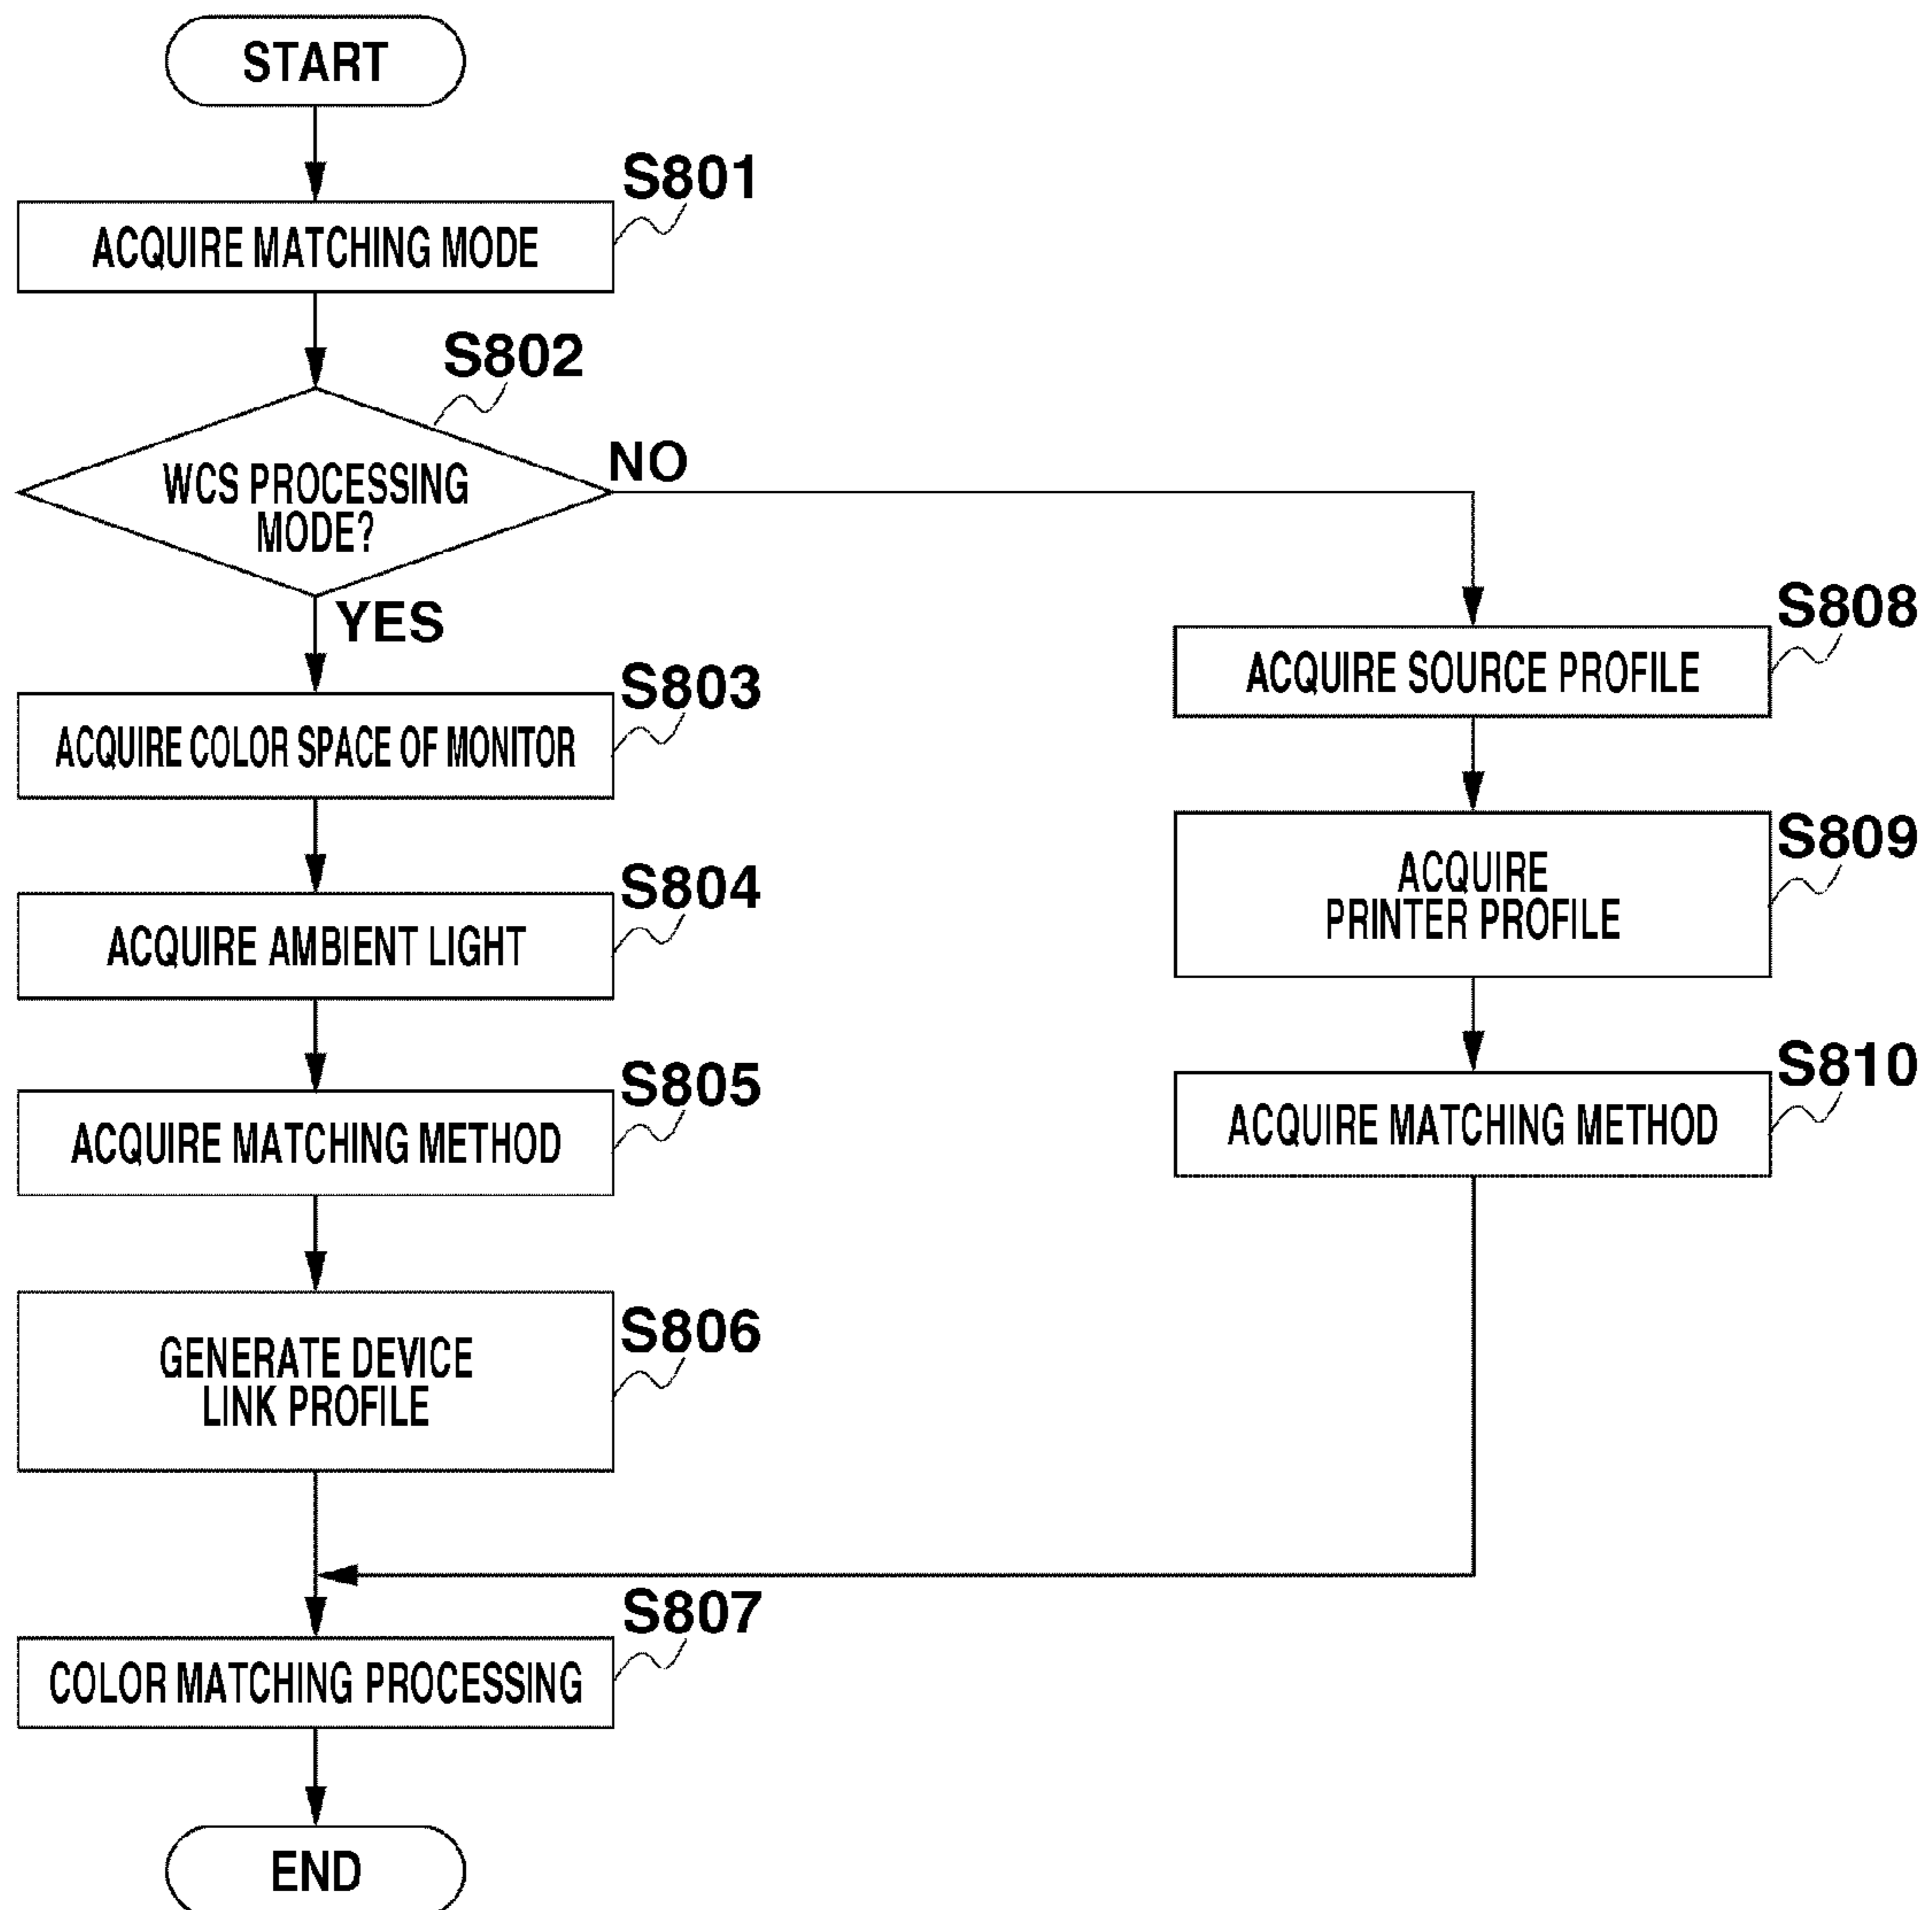 START
S801
ACQUIRE MATCHING MODE
S802
WCS PROCESSING
MODE?
NO
YES
S803
ACQUIRE COLOR SPACE OF MONITOR
S804
ACQUIRE AMBIENT LIGHT
S805
ACQUIRE MATCHING METHOD
S806
GENERATE DEVICE
LINK PROFILE
S808
ACQUIRE SOURCE PROFILE
S809
ACQUIRE
PRINTER PROFILE
S810
ACQUIRE MATCHING METHOD
S807
COLOR MATCHING PROCESSING
END